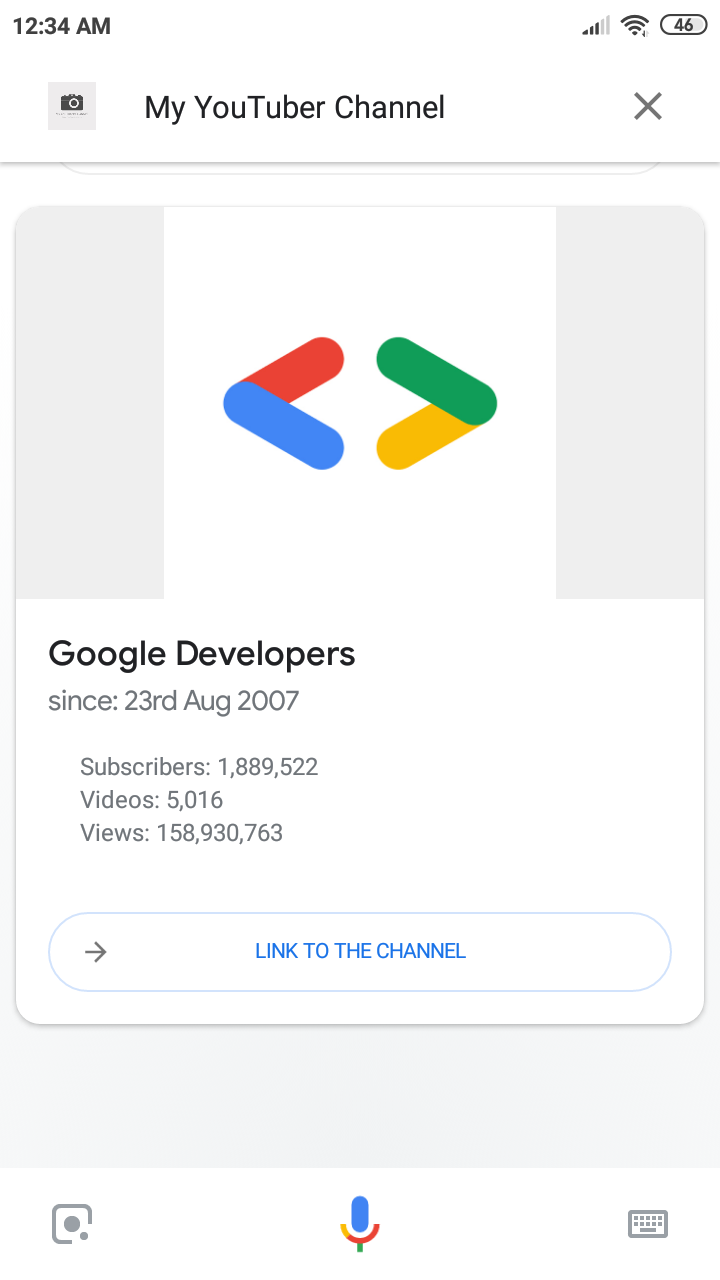 12:34 AM
46
My YouTuber Channel
Google Developers
since: 23rd Aug 2007
Subscribers: 1,889,522
Videos: 5,016
Views: 158,930,763
LINK TO THE CHANNEL